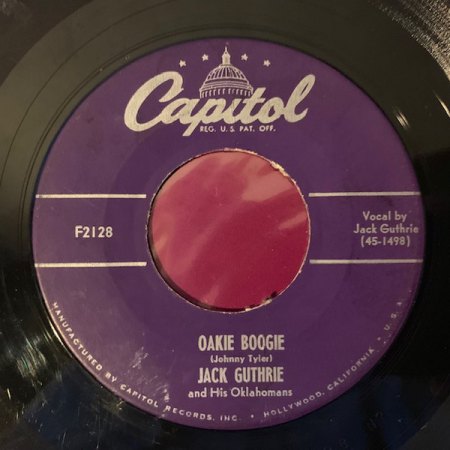 Capitol
REG. U.S. PAT. OFF.
F2128
Vocal by
Jack Guthrie
(45-1498)
OAKIE BOOGIE
(Johnny Tyler)
JACK GUTHRIE
and His Oklahomans
MANUFACTURED BY CAPITOL RECORDS, INC. • HOLLYWOOD, CALIFORNIA • U.S.A.